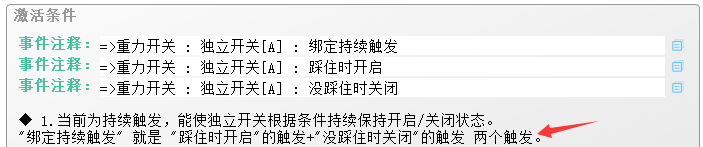 激活条件
事件注释：=>重力开关 : 独立开关[A] : 绑定持续触发
事件注释：=>重力开关 : 独立开关[A] : 踩住时开启
事件注释：=>重力开关 : 独立开关[A] : 没踩住时关闭
◆ 1.当前为持续触发，能使独立开关根据条件持续保持开启/关闭状态。
"绑定持续触发" 就是 "踩住时开启"的触发+"没踩住时关闭"的触发 两个触发。